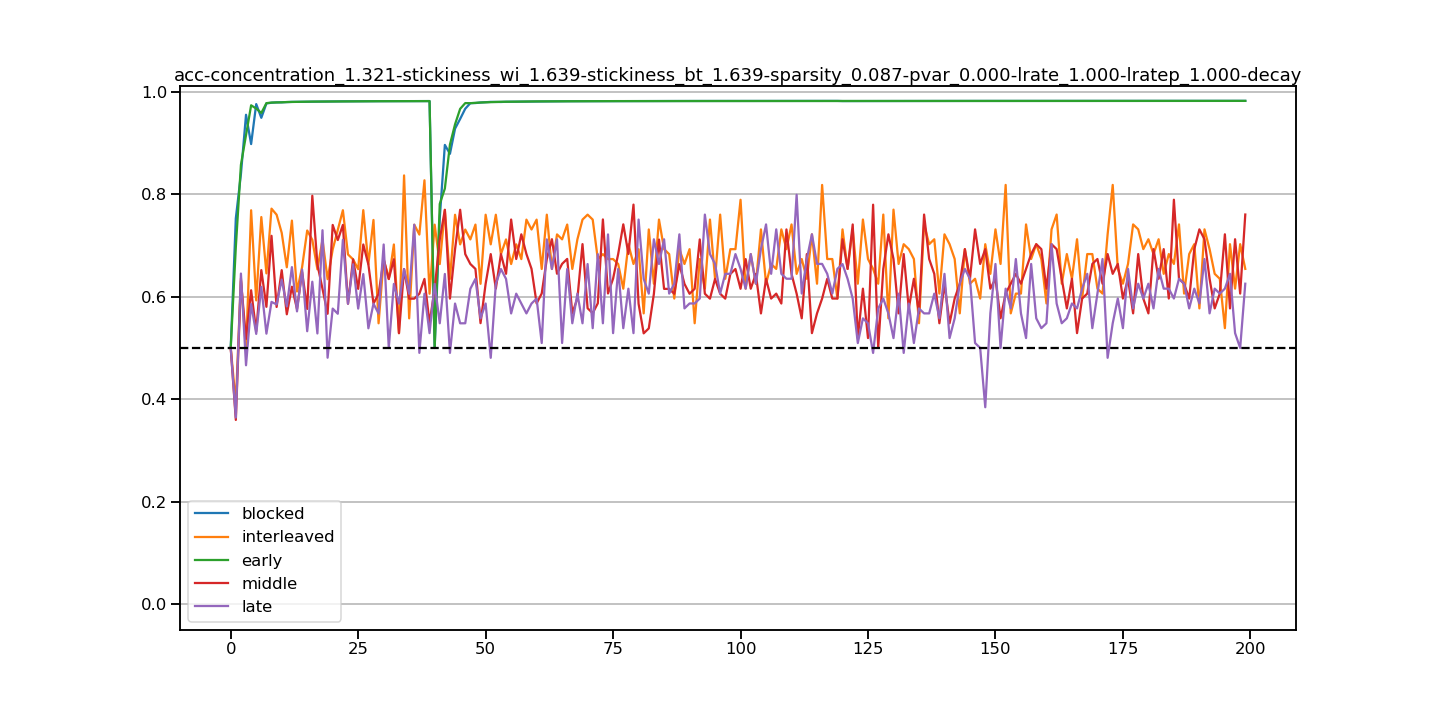 acc-concentration_1.321-stickiness_wi_1.639-stickiness_bt_1.639-sparsity_0.087-pvar_0.000-lrate_1.000-lratep_1.000-decay
1.0
0.8
0.6
0.4
0.2
0.0
blocked
interleaved
early
middle
late
0 25 50 75 100 125 150 175 200